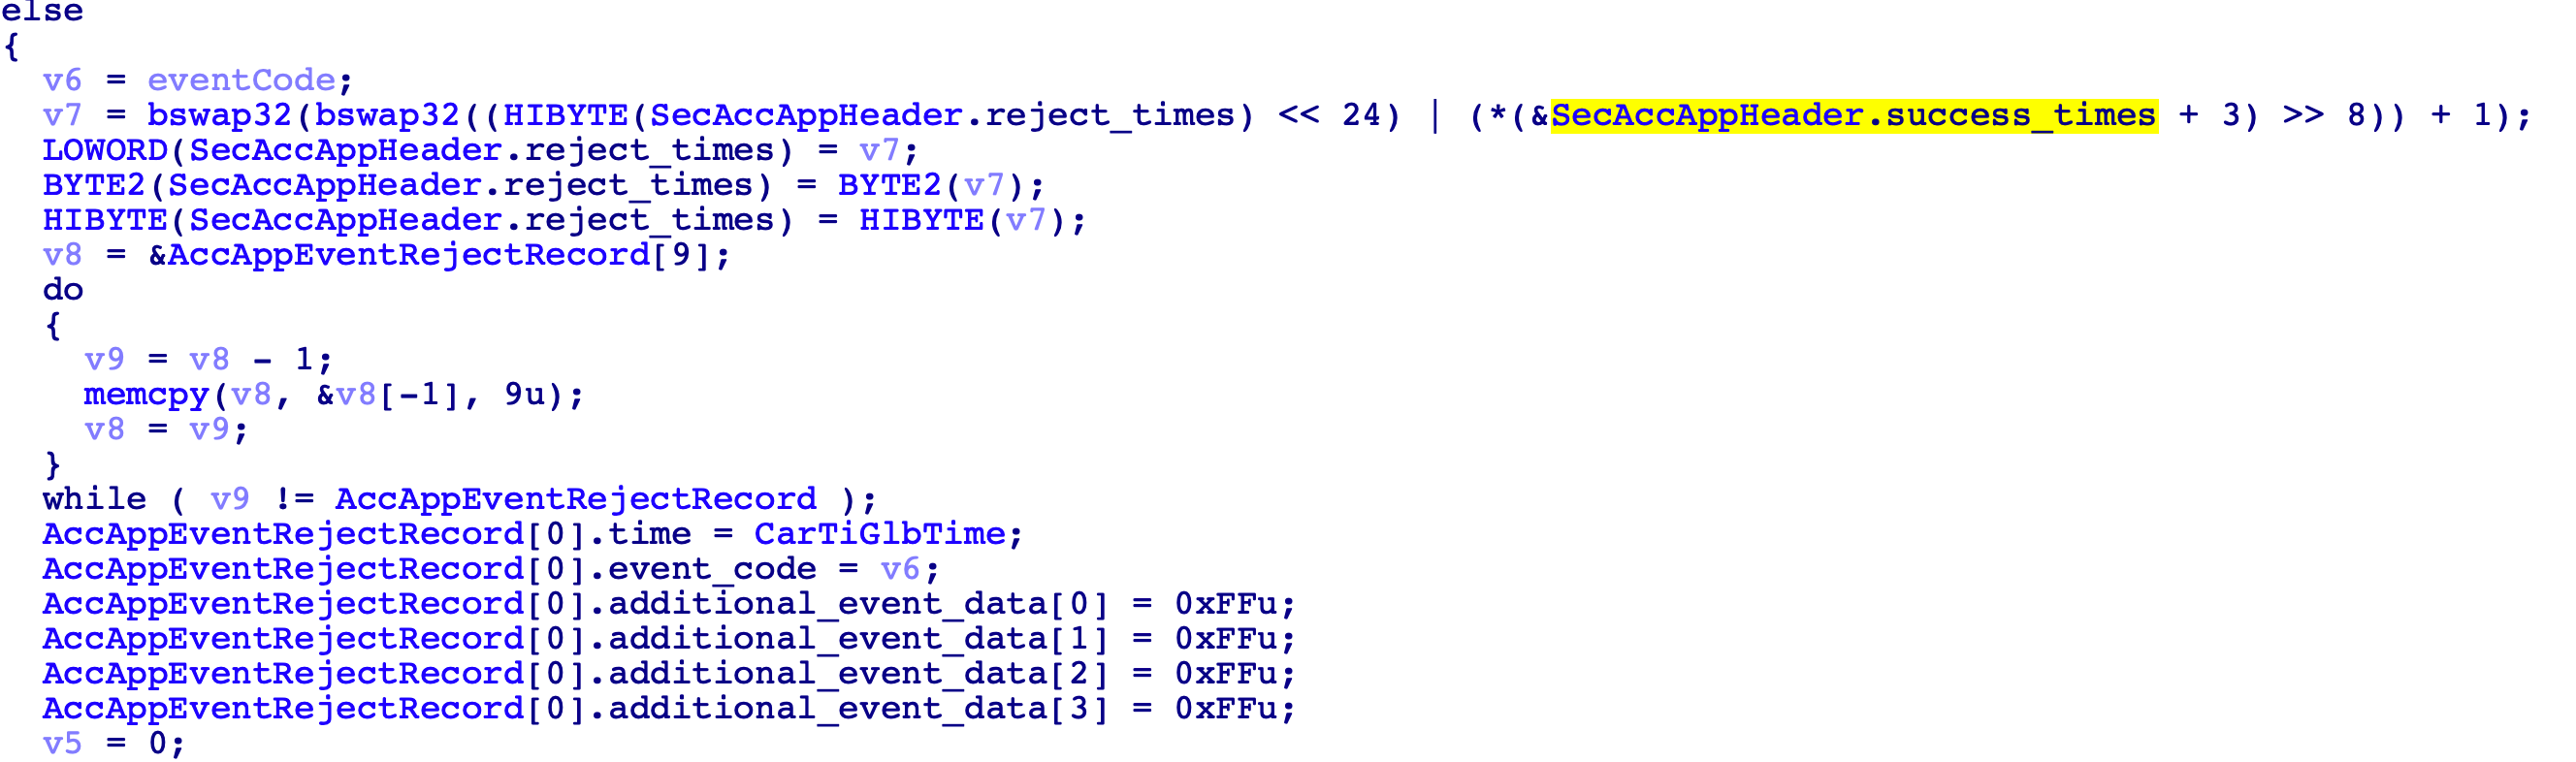 else
{
v6 = eventCode;
v7 = bswap32(bswap32((HIBYTE(SecAccAppHeader.reject_times) << 24) | (*(&SecAccAppHeader.success_times + 3) >> 8)) + 1);
LOWORD(SecAccAppHeader.reject_times) = v7;
BYTE2(SecAccAppHeader.reject_times) = BYTE2(v7);
HIBYTE(SecAccAppHeader.reject_times) = HIBYTE(v7);
v8 = &AccAppEventRejectRecord[9];
do
{
v9 = v8 - 1;
memcpy(v8, &v8[-1], 9u);
v8 = v9;
}
while ( v9 != AccAppEventRejectRecord );
AccAppEventRejectRecord[0].time = CarTiGlbTime;
AccAppEventRejectRecord[0].event_code = v6;
AccAppEventRejectRecord[0].additional_event_data[0] = 0xFFu;
AccAppEventRejectRecord[0].additional_event_data[1] = 0xFFu;
AccAppEventRejectRecord[0].additional_event_data[2] = 0xFFu;
AccAppEventRejectRecord[0].additional_event_data[3] = 0xFFu;
v5 = 0;